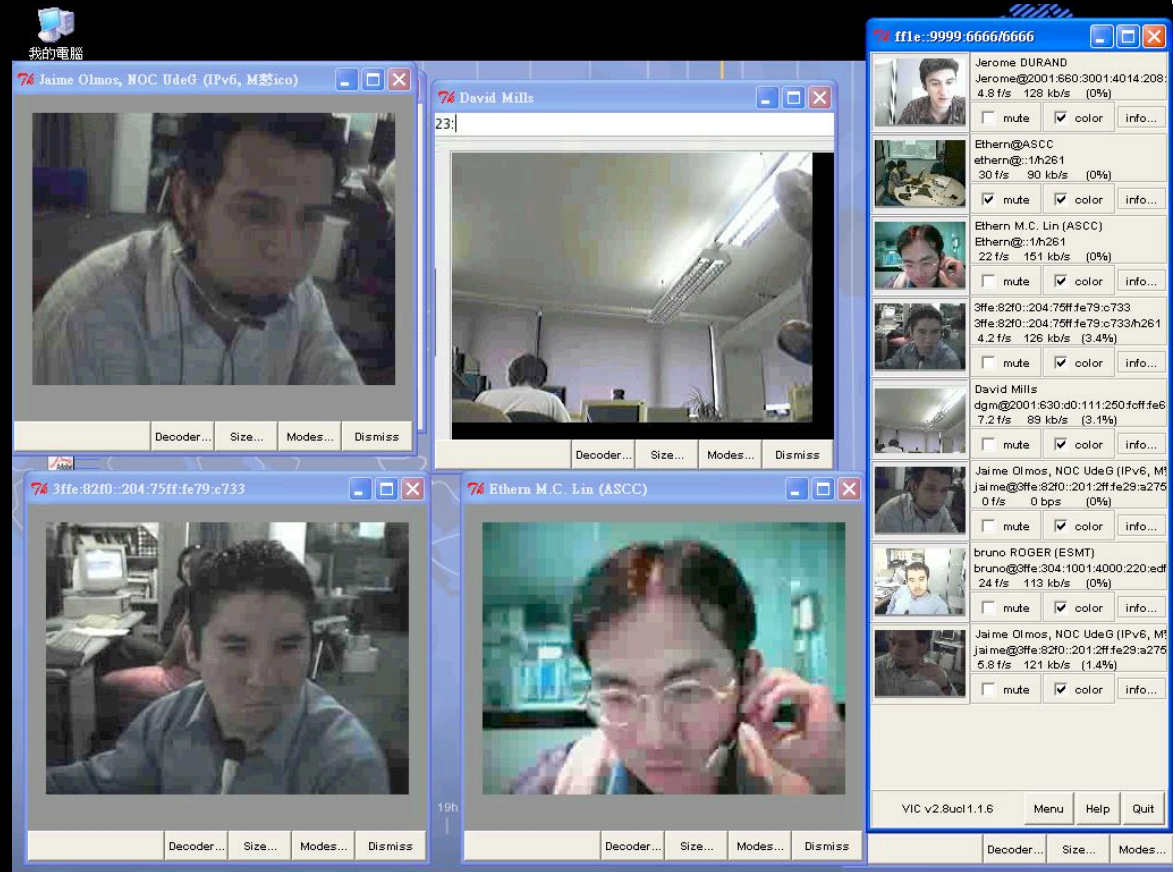 我的電腦
Jaime Olmos, NOC UdeG (IPv6, M憝ico)
Decoder... Size... Modes... Dismiss
David Mills
23:
Decoder... Size... Modes... Dismiss
Adobe
3ffe:82f0::204:75ff:fe79:c733
Decoder... Size... Modes... Dismiss
Ethern M.C. Lin (ASCC)
Decoder... Size... Modes... Dismiss
19h
ff1e::9999:6666/6666
Jerome DURAND
Jerome@2001:660:3001:4014:208:
4.8 f/s 128 kb/s (0%)
mute color info...
Ethern@ASCC
ethern@::1/h261
30 f/s 90 kb/s (0%)
mute color info...
Ethern M.C. Lin (ASCC)
Ethern@::1/h261
22 f/s 151 kb/s (0%)
mute color info...
3ffe:82f0::204:75ff:fe79:c733
3ffe:82f0::204:75ff:fe79:c733/h261
4.2 f/s 126 kb/s (3.4%)
mute color info...
David Mills
dgm@2001:630:d0:111:250:fcff:fe6
7.2 f/s 89 kb/s (3.1%)
mute color info...
Jaime Olmos, NOC UdeG (IPv6, M
jaime@3ffe:82f0::201:2ff:fe29:a275
0 f/s 0 bps (0%)
mute color info...
bruno ROGER (ESMT)
bruno@3ffe:304:1001:4000:220:edf
24 f/s 113 kb/s (0%)
mute color info...
Jaime Olmos, NOC UdeG (IPv6, M
jaime@3ffe:82f0::201:2ff:fe29:a275
5.8 f/s 121 kb/s (1.4%)
mute color info...
VIC v2.8ucl1.1.6 Menu Help Quit
Decoder... Size... Modes...